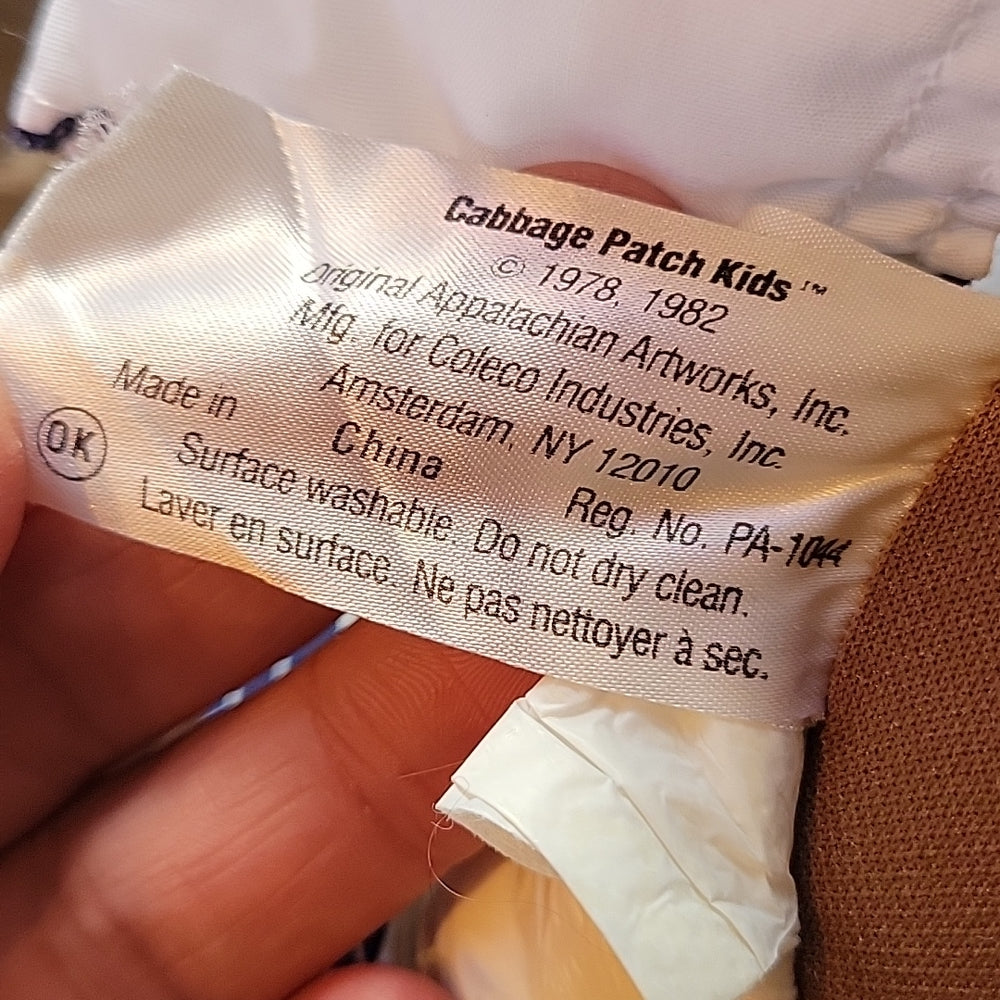 Cabbage Patch Kids™
© 1978, 1982
Original Appalachian Artworks, Inc.
Mfg. for Coleco Industries, Inc.
Amsterdam, NY 12010
Made in China Reg. No. PA-1044
OK
Surface washable. Do not dry clean.
Laver en surface. Ne pas nettoyer à sec.